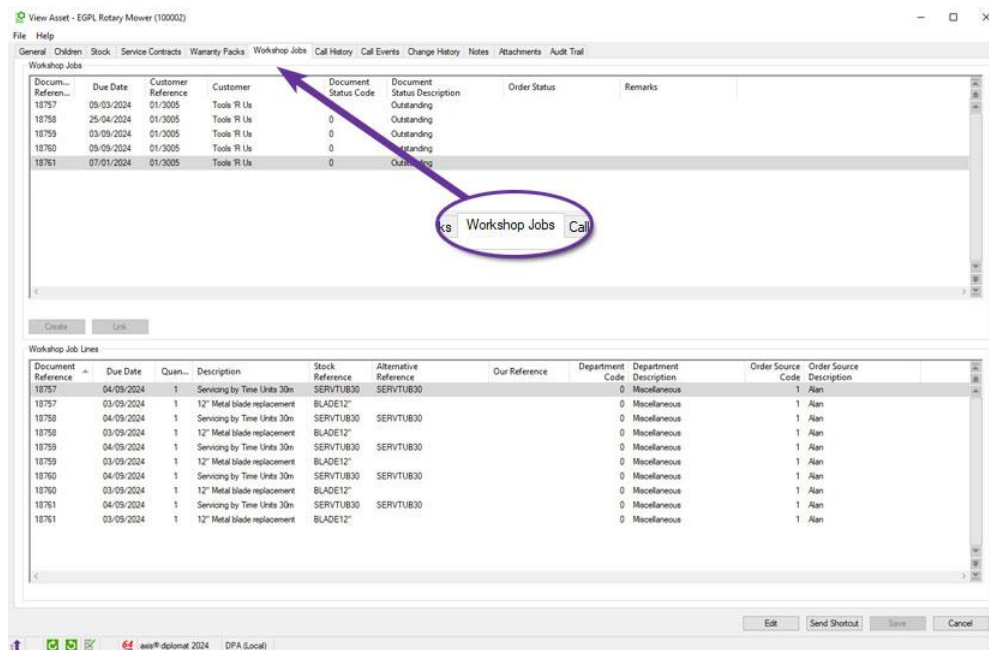 View Asset - EGPL Rotary Mower (100002)
File Help
General Children Stock Service Contracts Warranty Packs Workshop Jobs Call History Call Events Change History Notes Attachments Audit Trail
Workshop Jobs
Docum... Referen... Due Date Customer Reference Customer Document Status Code Document Status Description Order Status Remarks
18757 09/03/2024 01/3005 Tools 'R Us Outstanding
18758 25/04/2024 01/3005 Tools 'R Us 0 Outstanding
18759 03/09/2024 01/3005 Tools 'R Us 0 Outstanding
18760 09/09/2024 01/3005 Tools 'R Us 0 Outstanding
18761 07/01/2024 01/3005 Tools 'R Us 0
ks Workshop Jobs Call
Create Link
Workshop Job Lines
Document Reference Due Date Quan... Description Stock Reference Alternative Reference Our Reference Department Code Department Description Order Source Code Order Source Description
18757 04/09/2024 1 Servicing by Time Units 30m SERVTUB30 SERVTUB30 0 Miscellaneous 1 Alan
18757 03/09/2024 1 12" Metal blade replacement BLADE12" 0 Miscellaneous 1 Alan
18758 04/09/2024 1 Servicing by Time Units 30m SERVTUB30 SERVTUB30 0 Miscellaneous 1 Alan
18758 03/09/2024 1 12" Metal blade replacement BLADE12" 0 Miscellaneous 1 Alan
18759 04/09/2024 1 Servicing by Time Units 30m SERVTUB30 SERVTUB30 0 Miscellaneous 1 Alan
18759 03/09/2024 1 12" Metal blade replacement BLADE12" 0 Miscellaneous 1 Alan
18760 04/09/2024 1 Servicing by Time Units 30m SERVTUB30 SERVTUB30 0 Miscellaneous 1 Alan
18760 03/09/2024 1 12" Metal blade replacement BLADE12" 0 Miscellaneous 1 Alan
18761 04/09/2024 1 Servicing by Time Units 30m SERVTUB30 SERVTUB30 0 Miscellaneous 1 Alan
18761 03/09/2024 1 12" Metal blade replacement BLADE12" 0 Miscellaneous 1 Alan
Edit Send Shortcut Save Cancel
64 axis® diplomat 2024 DPA (Local)